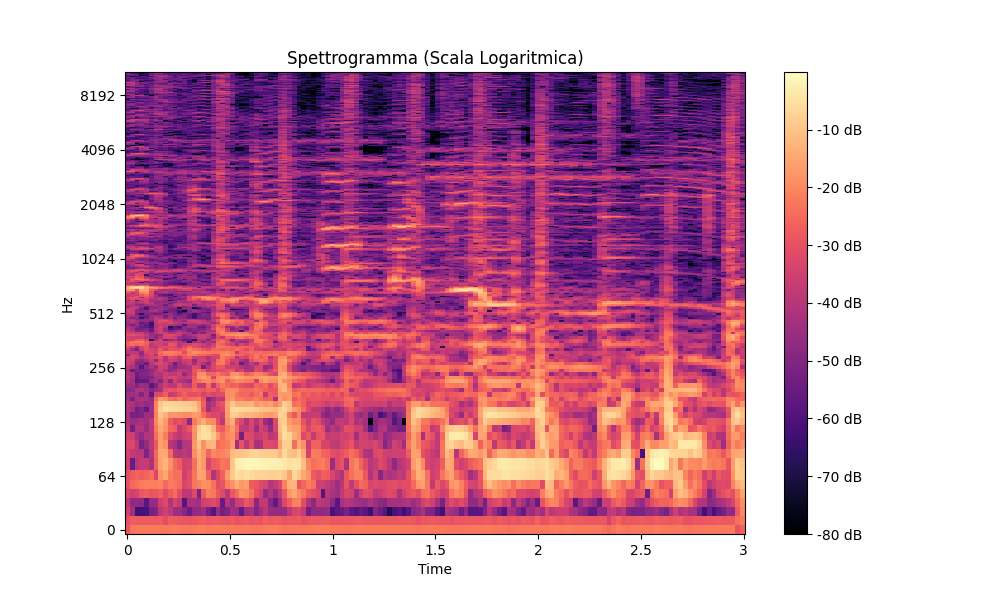 Spettrogramma (Scala Logaritmica)
Hz
8192
4096
2048
1024
512
256
128
64
0
0
0.5
1
1.5
2
2.5
3
Time
-10 dB
-20 dB
-30 dB
-40 dB
-50 dB
-60 dB
-70 dB
-80 dB